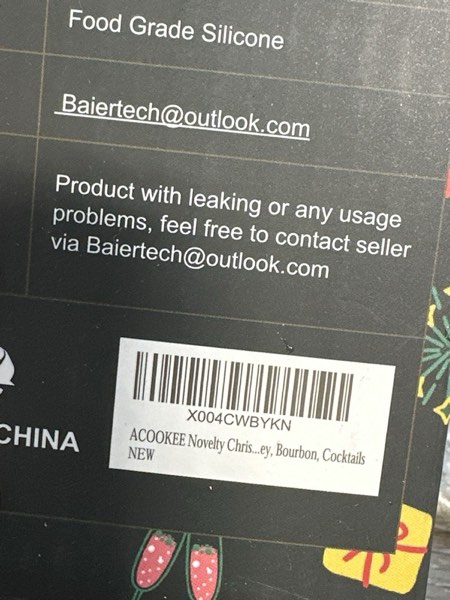 Food Grade Silicone
Baiertech@outlook.com
Product with leaking or any usage
problems, feel free to contact seller
via Baiertech@outlook.com
CHINA
X004CWBYKN
ACOOKEE Novelty Chris...ey, Bourbon, Cocktails
NEW